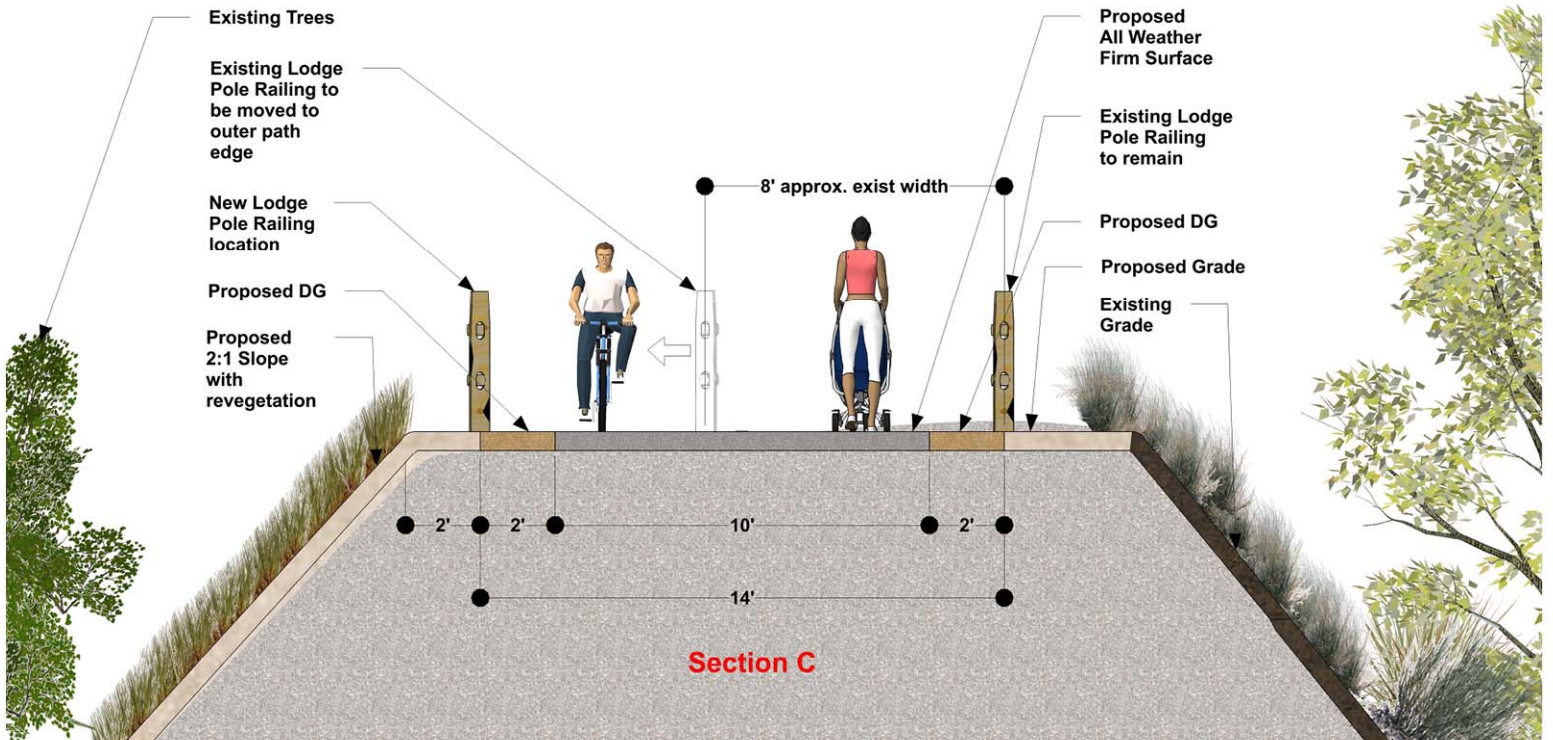 Existing Trees
Existing Lodge
Pole Railing to
be moved to
outer path
edge
New Lodge
Pole Railing
location
Proposed DG
Proposed
2:1 Slope
with
revegetation
8' approx. exist width
Proposed
All Weather
Firm Surface
Existing Lodge
Pole Railing
to remain
Proposed DG
Proposed Grade
Existing
Grade
2' 2' 10' 2'
14'
Section C